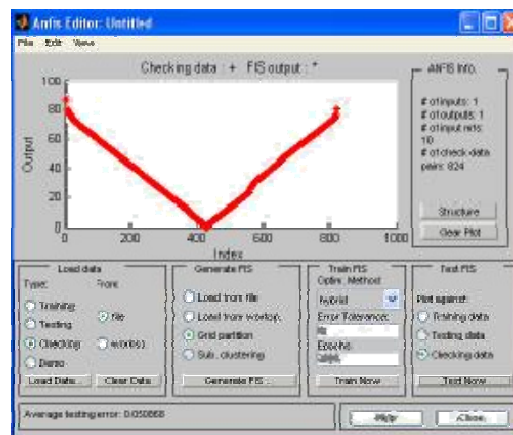 Anfis Editor: Untitled
File Edit View
Checking data : + FIS output : *
ANFIS Info.
100
80
60
40
20
0
Output
0 200 400 600 800 1000
Index
# of inputs: 1
# of outputs: 1
# of input mfs:
10
# of check data
pairs: 824
Structure
Clear Plot
Load data
Type: From:
Training
Testing
Checking
Demo
file
worksp.
Load Data... Clear Data
Generate FIS
Load from file
Load from worksp.
Grid partition
Sub. clustering
Generate FIS ...
Train FIS
Optim. Method:
hybrid
Error Tolerance:
Epochs:
Train Now
Test FIS
Plot against:
Training data
Testing data
Checking data
Test Now
Average testing error: 0.050868
Help Close